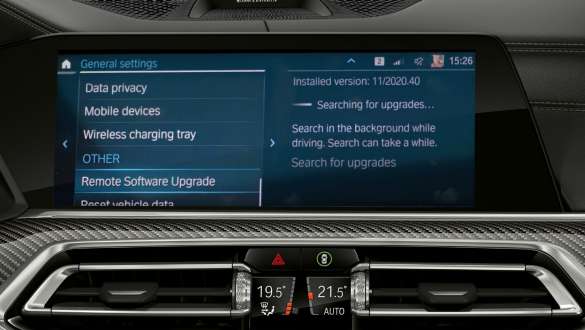 General settings
2
15:26
Data privacy
Mobile devices
Wireless charging tray
OTHER
Remote Software Upgrade
Reset vehicle data
Installed version: 11/2020.40
Searching for upgrades...
Search in the background while
driving. Search can take a while.
Search for upgrades
19.5°
21.5°
AUTO